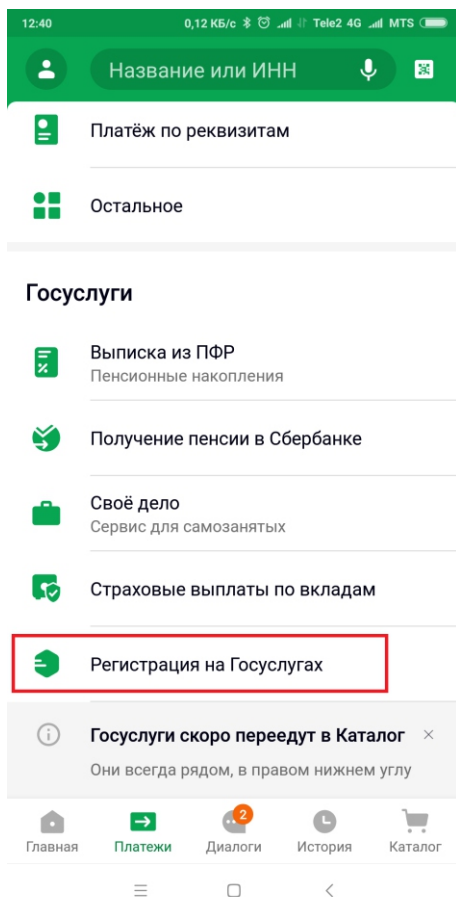 12:40 0,12 КБ/с Tele2 4G MTS
Название или ИНН
Платёж по реквизитам
Остальное
Госуслуги
Выписка из ПФР
Пенсионные накопления
Получение пенсии в Сбербанке
Своё дело
Сервис для самозанятых
Страховые выплаты по вкладам
Регистрация на Госуслугах
Госуслуги скоро переедут в Каталог
Они всегда рядом, в правом нижнем углу
2
Главная Платежи Диалоги История Каталог